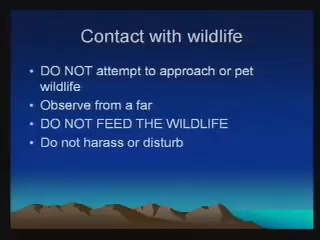 Contact with wildlife
• DO NOT attempt to approach or pet
wildlife
• Observe from a far
• DO NOT FEED THE WILDLIFE
• Do not harass or disturb